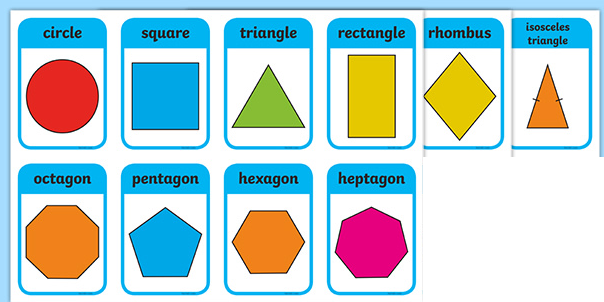 circle
square
triangle
rectangle
rhombus
isosceles
triangle
octagon
pentagon
hexagon
heptagon